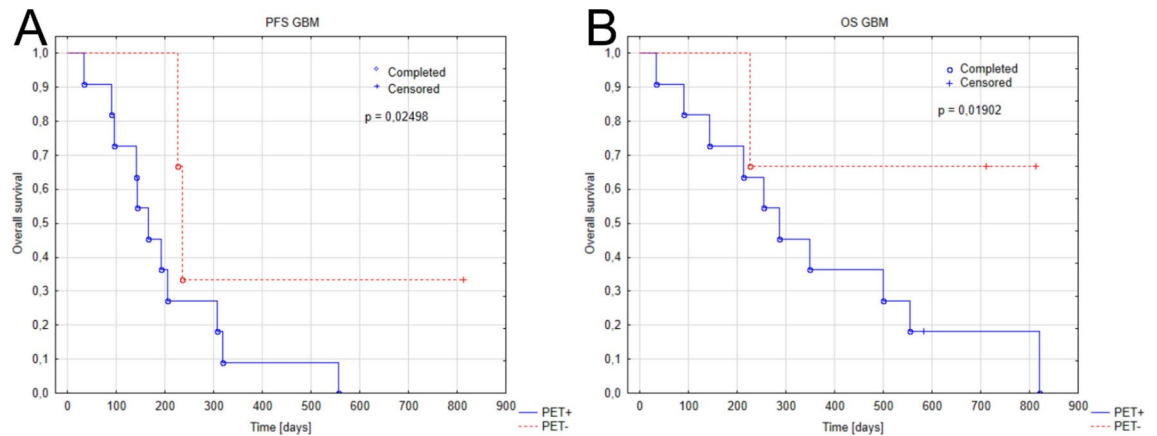 A
PFS GBM
Overall survival
1,0
0,9
0,8
0,7
0,6
0,5
0,4
0,3
0,2
0,1
0,0
Completed
Censored
p = 0,02498
0 100 200 300 400 500 600 700 800 900
Time [days]
PET+
PET-
B
OS GBM
Overall survival
1,0
0,9
0,8
0,7
0,6
0,5
0,4
0,3
0,2
0,1
0,0
Completed
Censored
p = 0,01902
0 100 200 300 400 500 600 700 800 900
Time [days]
PET+
PET-